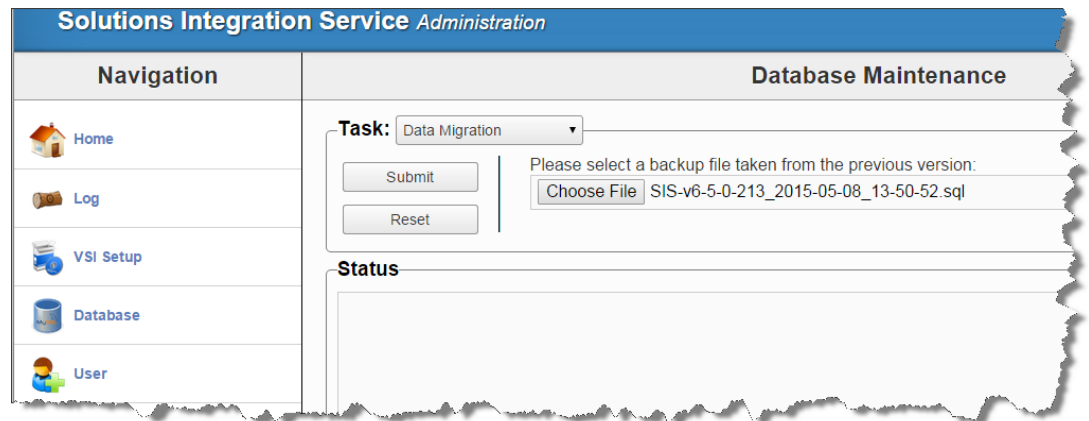 Solutions Integration Service Administration
Navigation
Database Maintenance
Home
Log
VSI Setup
Database
User
Task: Data Migration
Submit
Reset
Please select a backup file taken from the previous version:
Choose File SIS-v6-5-0-213_2015-05-08_13-50-52.sql
Status